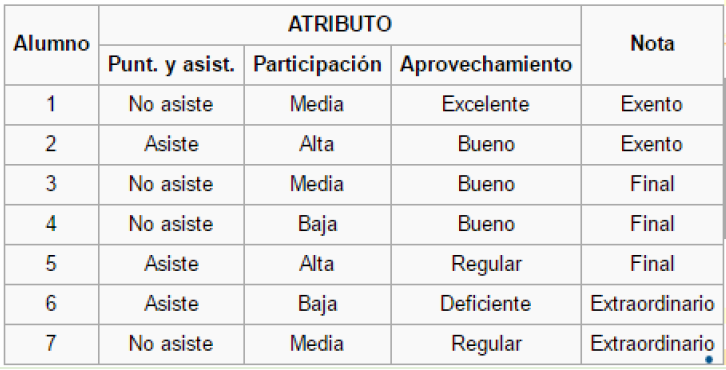 Alumno ATRIBUTO Nota
Punt. y asist. Participación Aprovechamiento
1 No asiste Media Excelente Exento
2 Asiste Alta Bueno Exento
3 No asiste Media Bueno Final
4 No asiste Baja Bueno Final
5 Asiste Alta Regular Final
6 Asiste Baja Deficiente Extraordinario
7 No asiste Media Regular Extraordinario